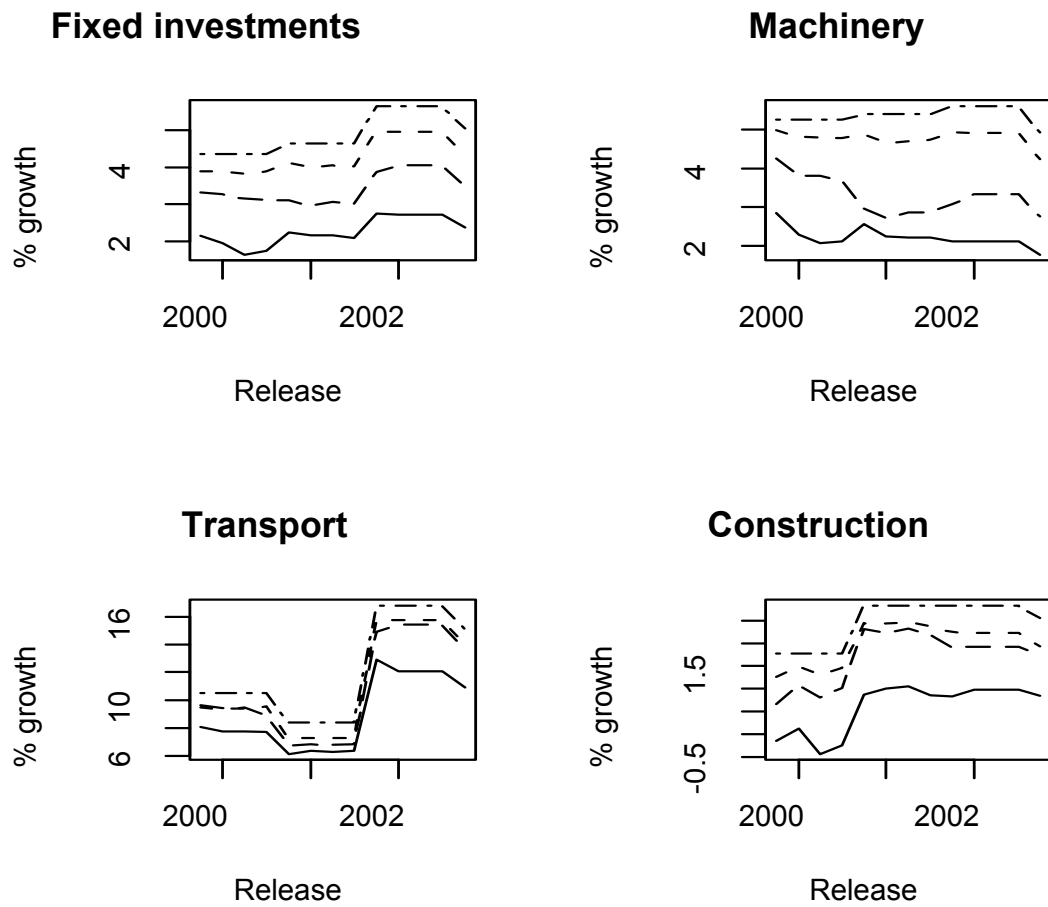 Fixed investments
% growth
4
2
2000 2002
Release
Machinery
% growth
4
2
2000 2002
Release
Transport
% growth
16
10
6
2000 2002
Release
Construction
% growth
1.5
-0.5
2000 2002
Release